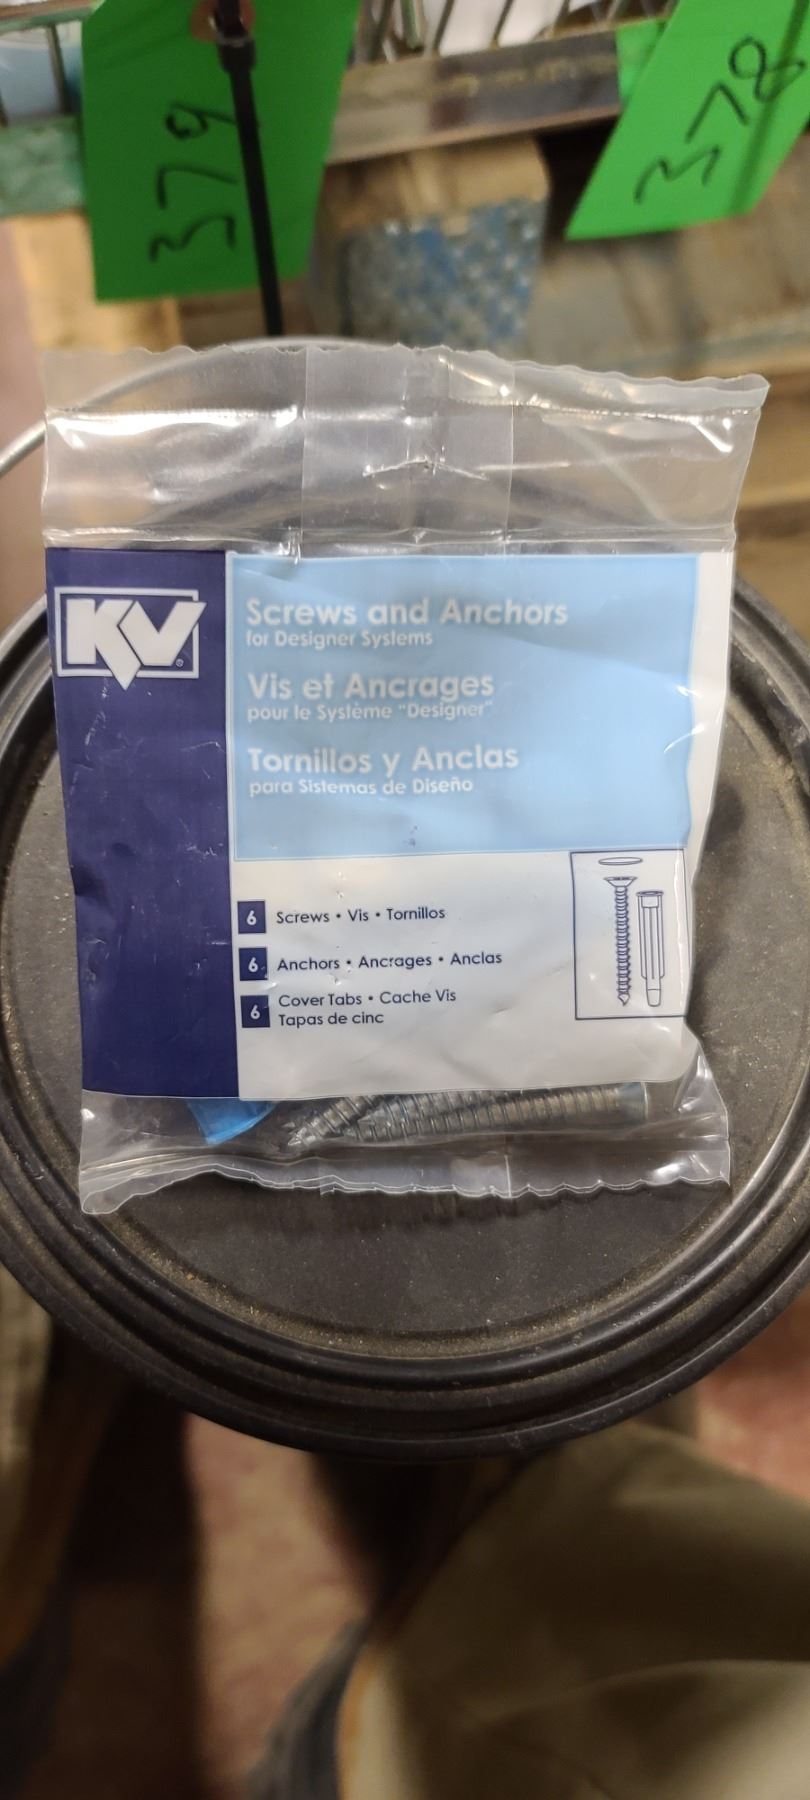 379
378
KV®
Screws and Anchors
for Designer Systems
Vis et Ancrages
pour le Système "Designer"
Tornillos y Anclas
para Sistemas de Diseño
6 Screws • Vis • Tornillos
6 Anchors • Ancrages • Anclas
6 Cover Tabs • Cache Vis
Tapas de cinc